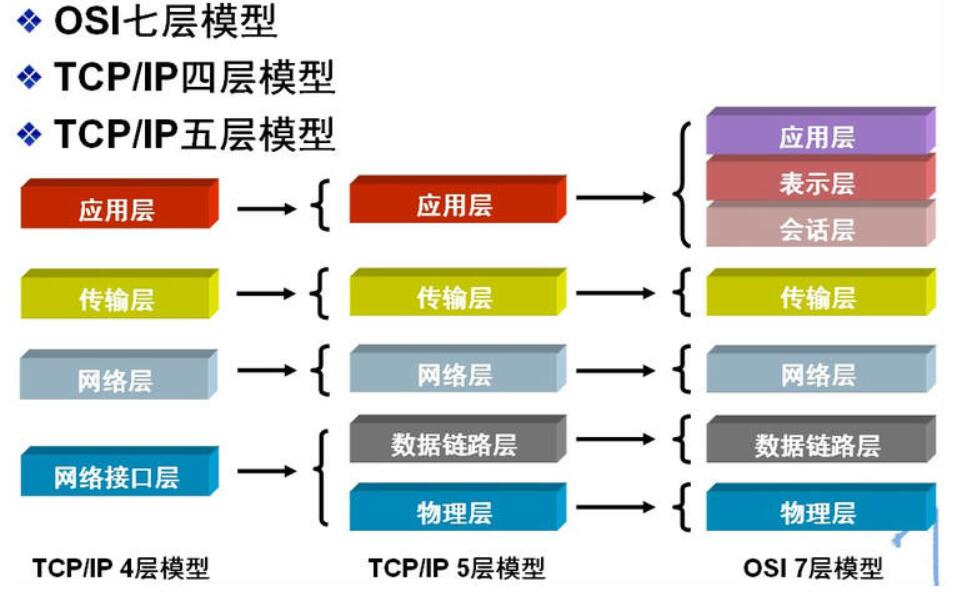 OSI七层模型
TCP/IP四层模型
TCP/IP五层模型
应用层
传输层
网络层
网络接口层
TCP/IP 4层模型
应用层
传输层
网络层
数据链路层
物理层
TCP/IP 5层模型
应用层
表示层
会话层
传输层
网络层
数据链路层
物理层
OSI 7层模型